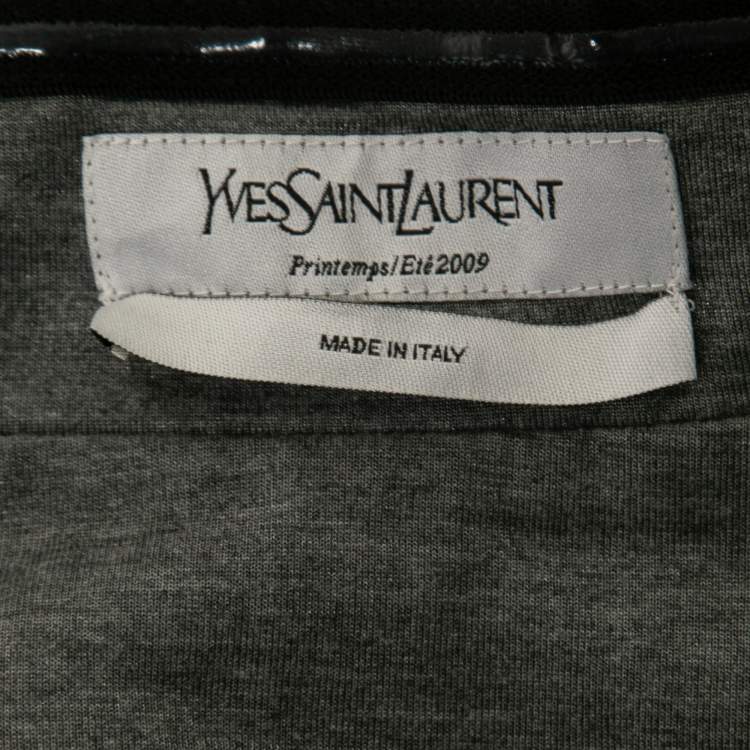 YVESSAINTLAURENT
Printemps/Eté2009
MADE IN ITALY